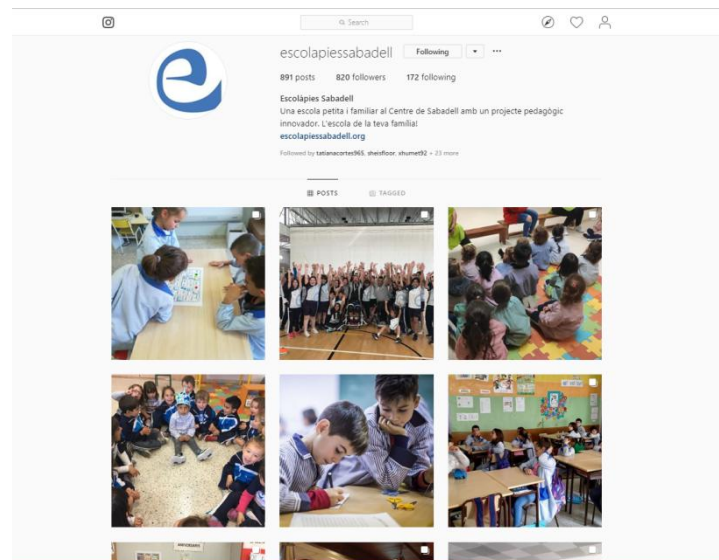 Search
escolapiessabadell Following
891 posts 820 followers 172 following
Escolàpies Sabadell
Una escola petita i familiar al Centre de Sabadell amb un projecte pedagògic
innovador. L'escola de la teva família!
escolapiessabadell.org
Followed by tatianacortes965, sheisfloor, xhumet92 + 23 more
POSTS TAGGED